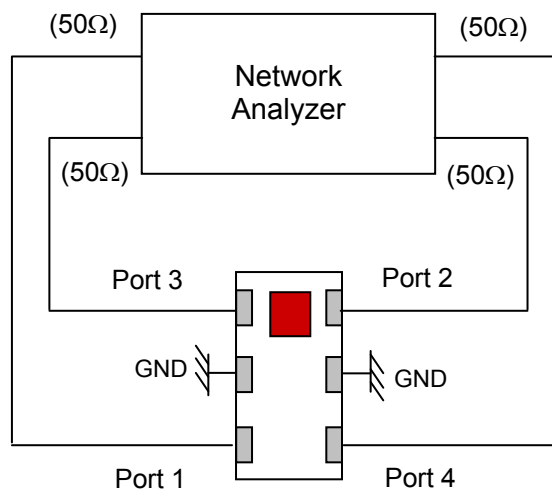 (50Ω)
(50Ω)
Network
Analyzer
(50Ω)
(50Ω)
Port 3
Port 2
GND
GND
Port 1
Port 4